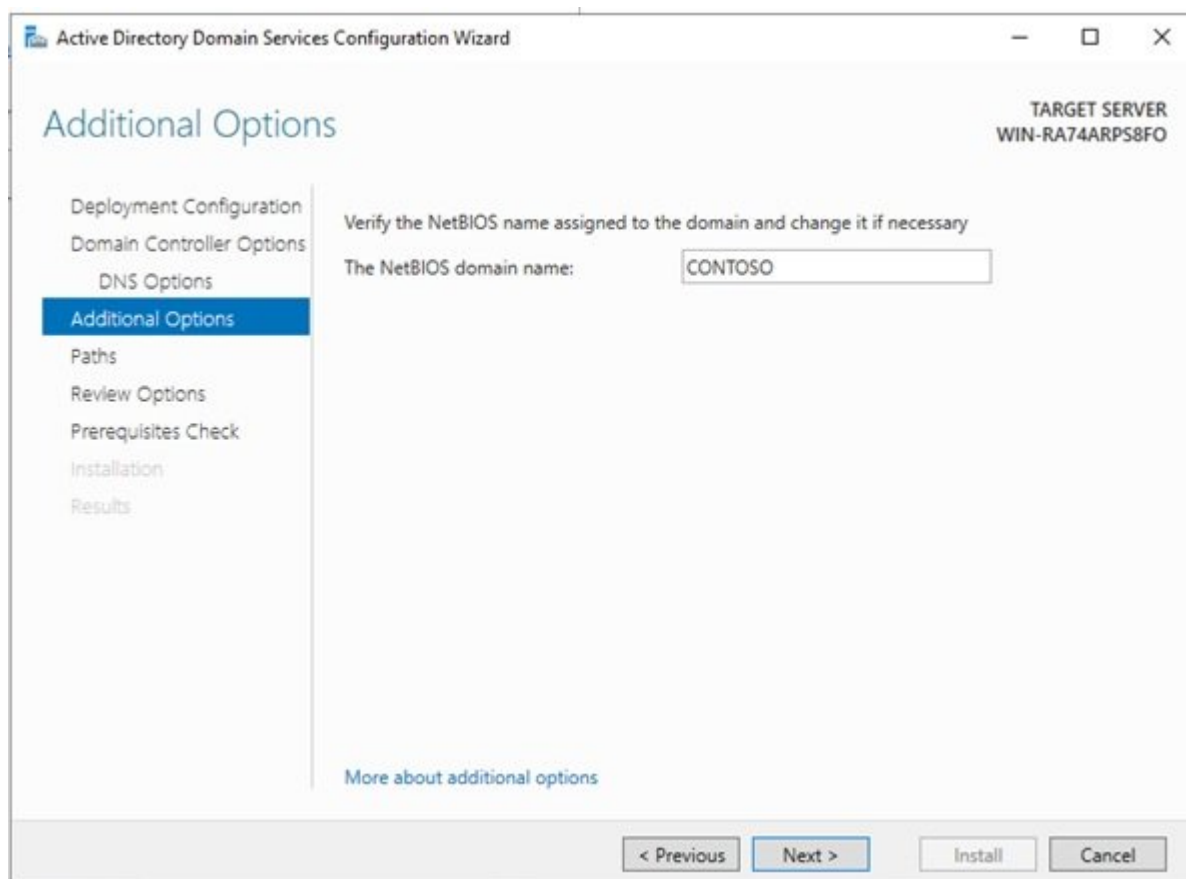 Active Directory Domain Services Configuration Wizard
Additional Options
TARGET SERVER
WIN-RA74ARPS8FO
Deployment Configuration
Domain Controller Options
DNS Options
Additional Options
Paths
Review Options
Prerequisites Check
Installation
Results
Verify the NetBIOS name assigned to the domain and change it if necessary
The NetBIOS domain name: CONTOSO
More about additional options
< Previous Next > Install Cancel